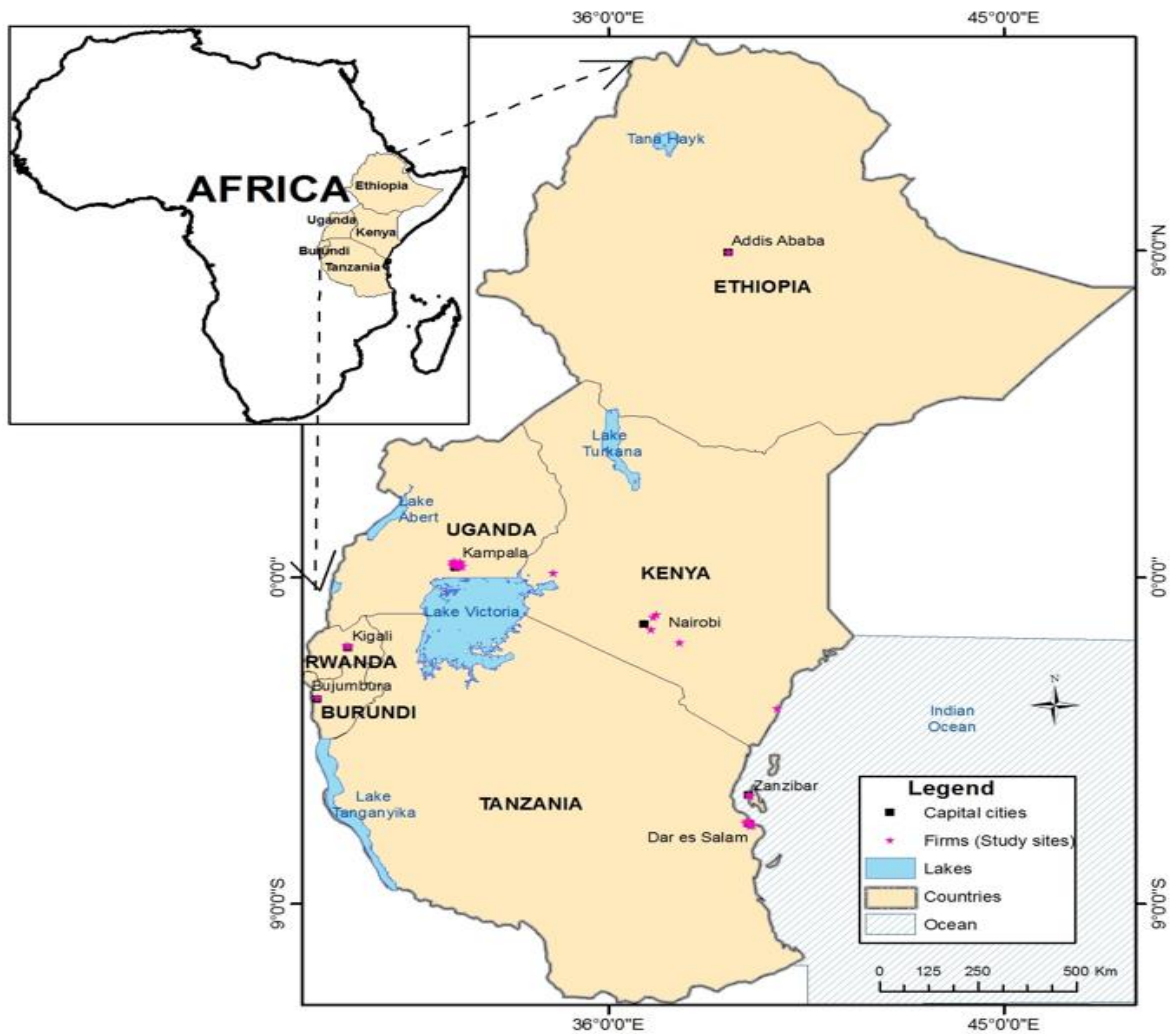 36°0'0"E
45°0'0"E
AFRICA
Ethiopia
Uganda
Kenya
Burundi
Tanzania
Tana Hayk
Addis Ababa
ETHIOPIA
9°0'0"N
9°0'0"N
Lake
Turkana
Lake
Abert
UGANDA
Kampala
KENYA
0°0'0"
0°0'0"
Lake Victoria
Nairobi
Kigali
RWANDA
Bujumbura
BURUNDI
N
Indian
Ocean
Zanzibar
Lake
Tanganyika
TANZANIA
Dar es Salam
Legend
Capital cities
Firms (Study sites)
Lakes
Countries
Ocean
9°0'0"S
9°0'0"S
0 125 250 500 Km
36°0'0"E
45°0'0"E